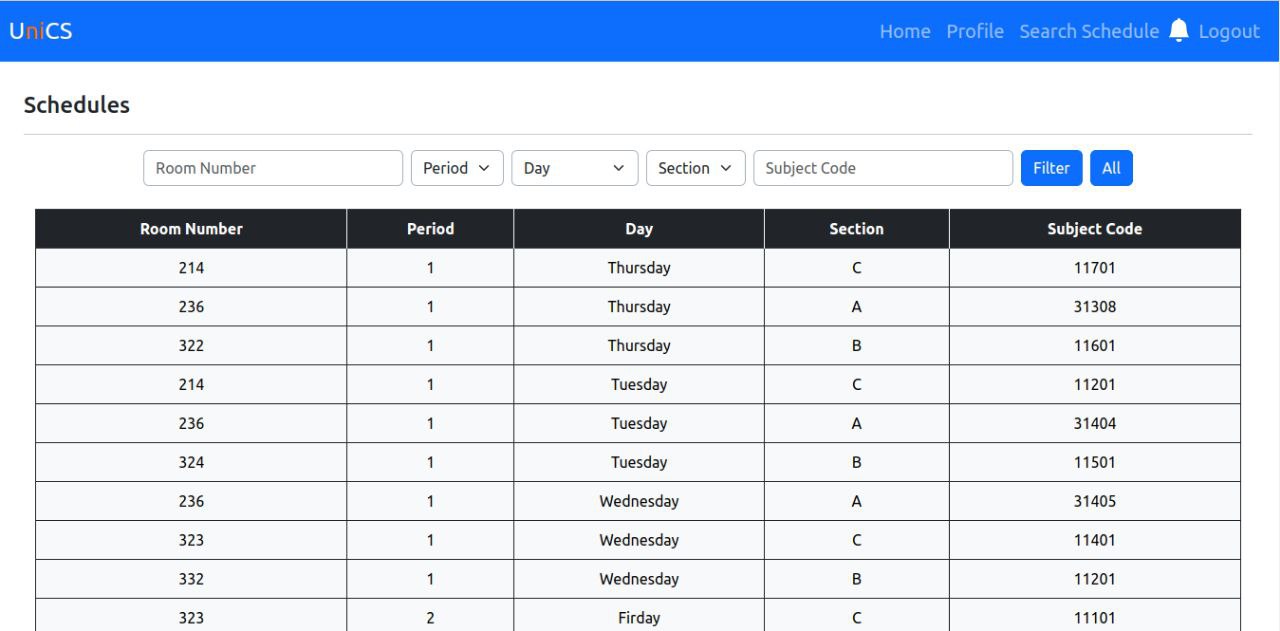 UniCS Home Profile Search Schedule Logout
Schedules
Room Number Period Day Section Subject Code Filter All
Room Number Period Day Section Subject Code
214 1 Thursday C 11701
236 1 Thursday A 31308
322 1 Thursday B 11601
214 1 Tuesday C 11201
236 1 Tuesday A 31404
324 1 Tuesday B 11501
236 1 Wednesday A 31405
323 1 Wednesday C 11401
332 1 Wednesday B 11201
323 2 Firday C 11101